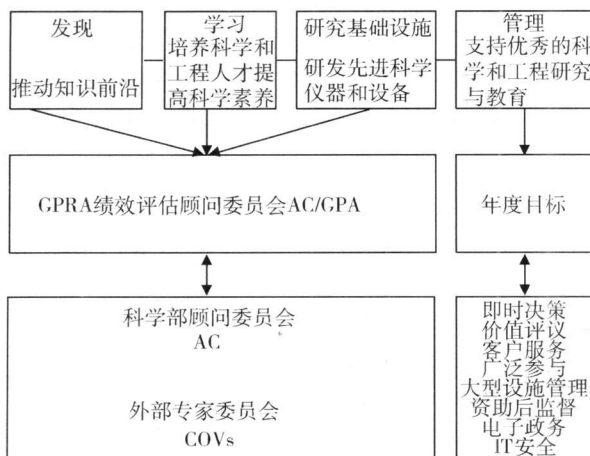 发现
推动知识前沿
学习
培养科学和
工程人才提
高科学素养
研究基础设施
研发先进科学
仪器和设备
管理
支持优秀的科
学和工程研究
与教育
GPRA绩效评估顾问委员会AC/GPA
年度目标
科学部顾问委员会
AC
外部专家委员会
COVs
即时决策
价值评议
客户服务
广泛参与
大型设施管理
资助后监督
电子政务
IT安全